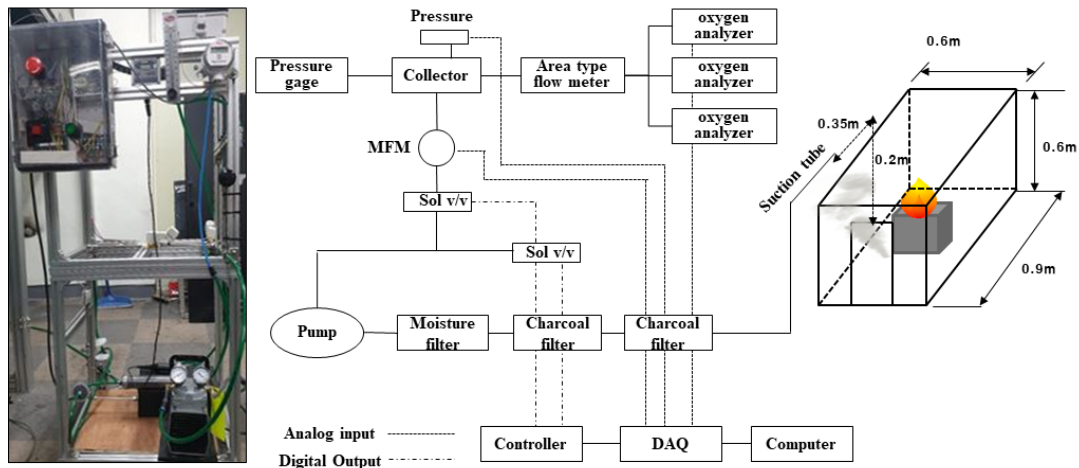 Pressure
oxygen
analyzer
Pressure
gage
Collector
Area type
flow meter
oxygen
analyzer
oxygen
analyzer
MFM
Sol v/v
Sol v/v
Pump
Moisture
filter
Charcoal
filter
Charcoal
filter
Analog input
Digital Output
Controller
DAQ
Computer
Suction tube
0.6m
0.35m
0.2m
0.6m
0.9m